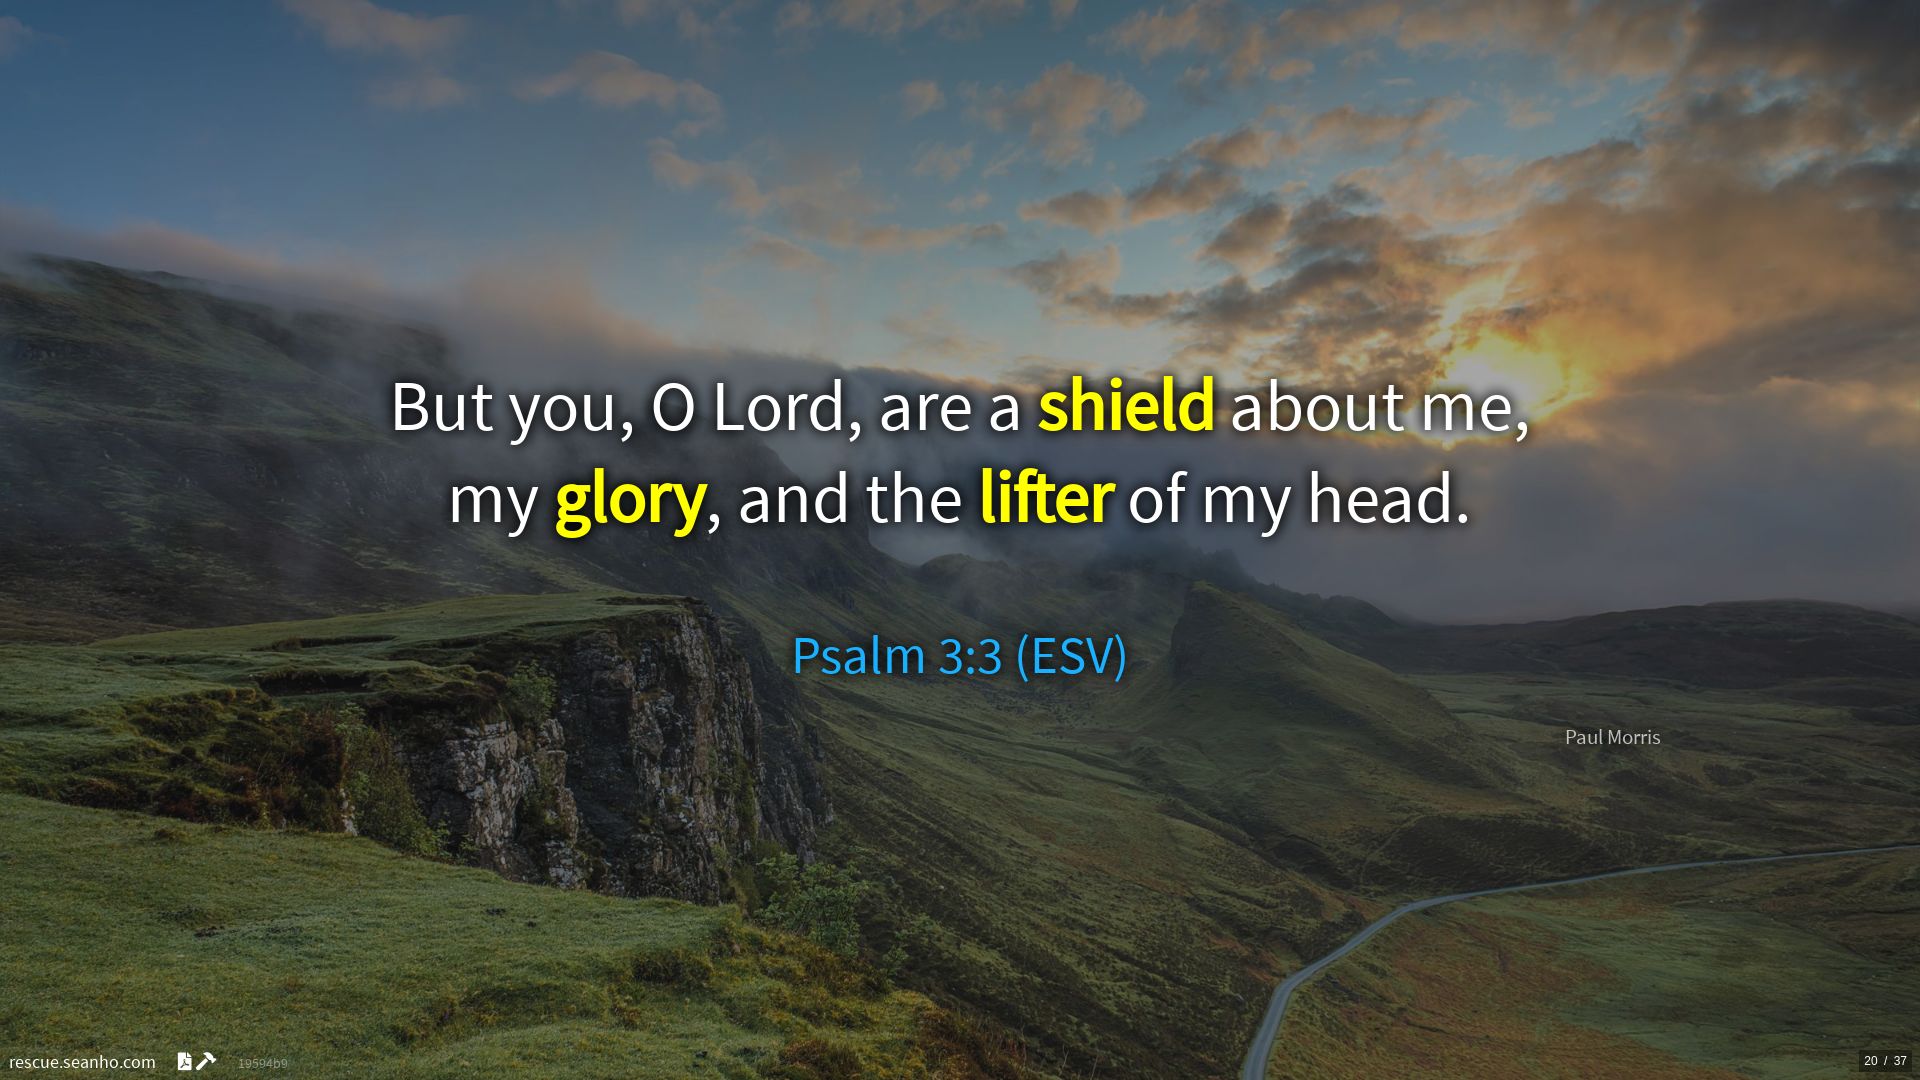 But you, O Lord, are a shield about me,
my glory, and the lifter of my head.
Psalm 3:3 (ESV)
Paul Morris
rescue.seanho.com 19594b9
20 / 37